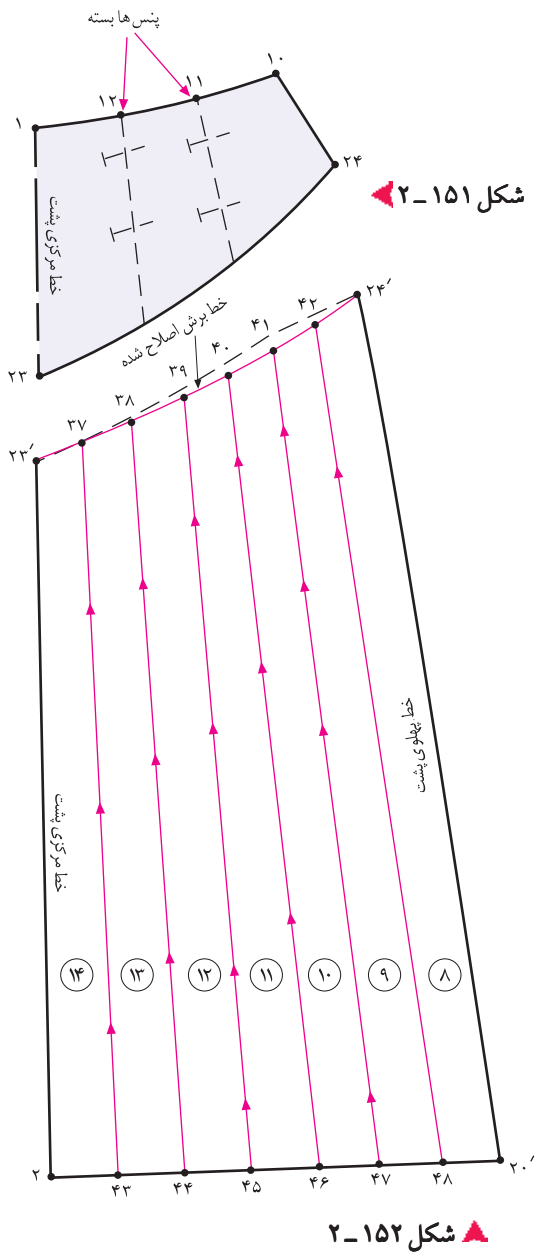 پنس‌ها بسته
۱۰
۱۱
۱۲
۱
۲۴
شکل ۱۵۱ــ۲
خط مرکزی پشت
۲۳
خط برش اصلاح شده
۲۴′
۴۲
۴۱
۴۰
۳۹
۳۸
۳۷
۲۳′
خط پهلوی پشت
خط مرکزی پشت
۱۴ ۱۳ ۱۲ ۱۱ ۱۰ ۹ ۸
۲ ۴۳ ۴۴ ۴۵ ۴۶ ۴۷ ۴۸ ۲۰′
شکل ۱۵۲ــ۲